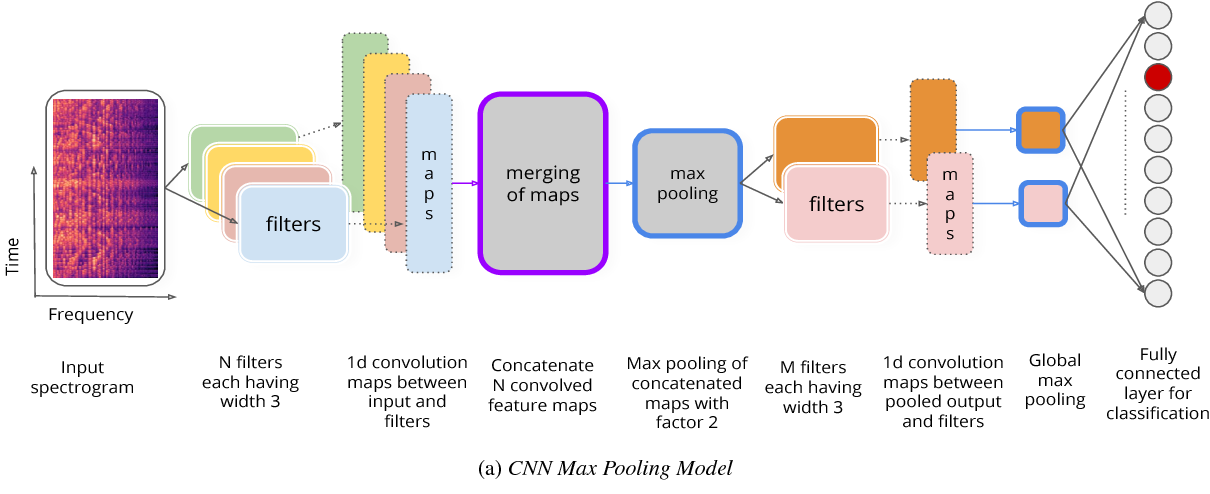 Time
Frequency
filters
maps
merging
of maps
max
pooling
filters
maps
Input
spectrogram
N filters
each having
width 3
1d convolution
maps between
input and
filters
Concatenate
N convolved
feature maps
Max pooling of
concatenated
maps with
factor 2
M filters
each having
width 3
1d convolution
maps between
pooled output
and filters
Global
max
pooling
Fully
connected
layer for
classification
(a) CNN Max Pooling Model